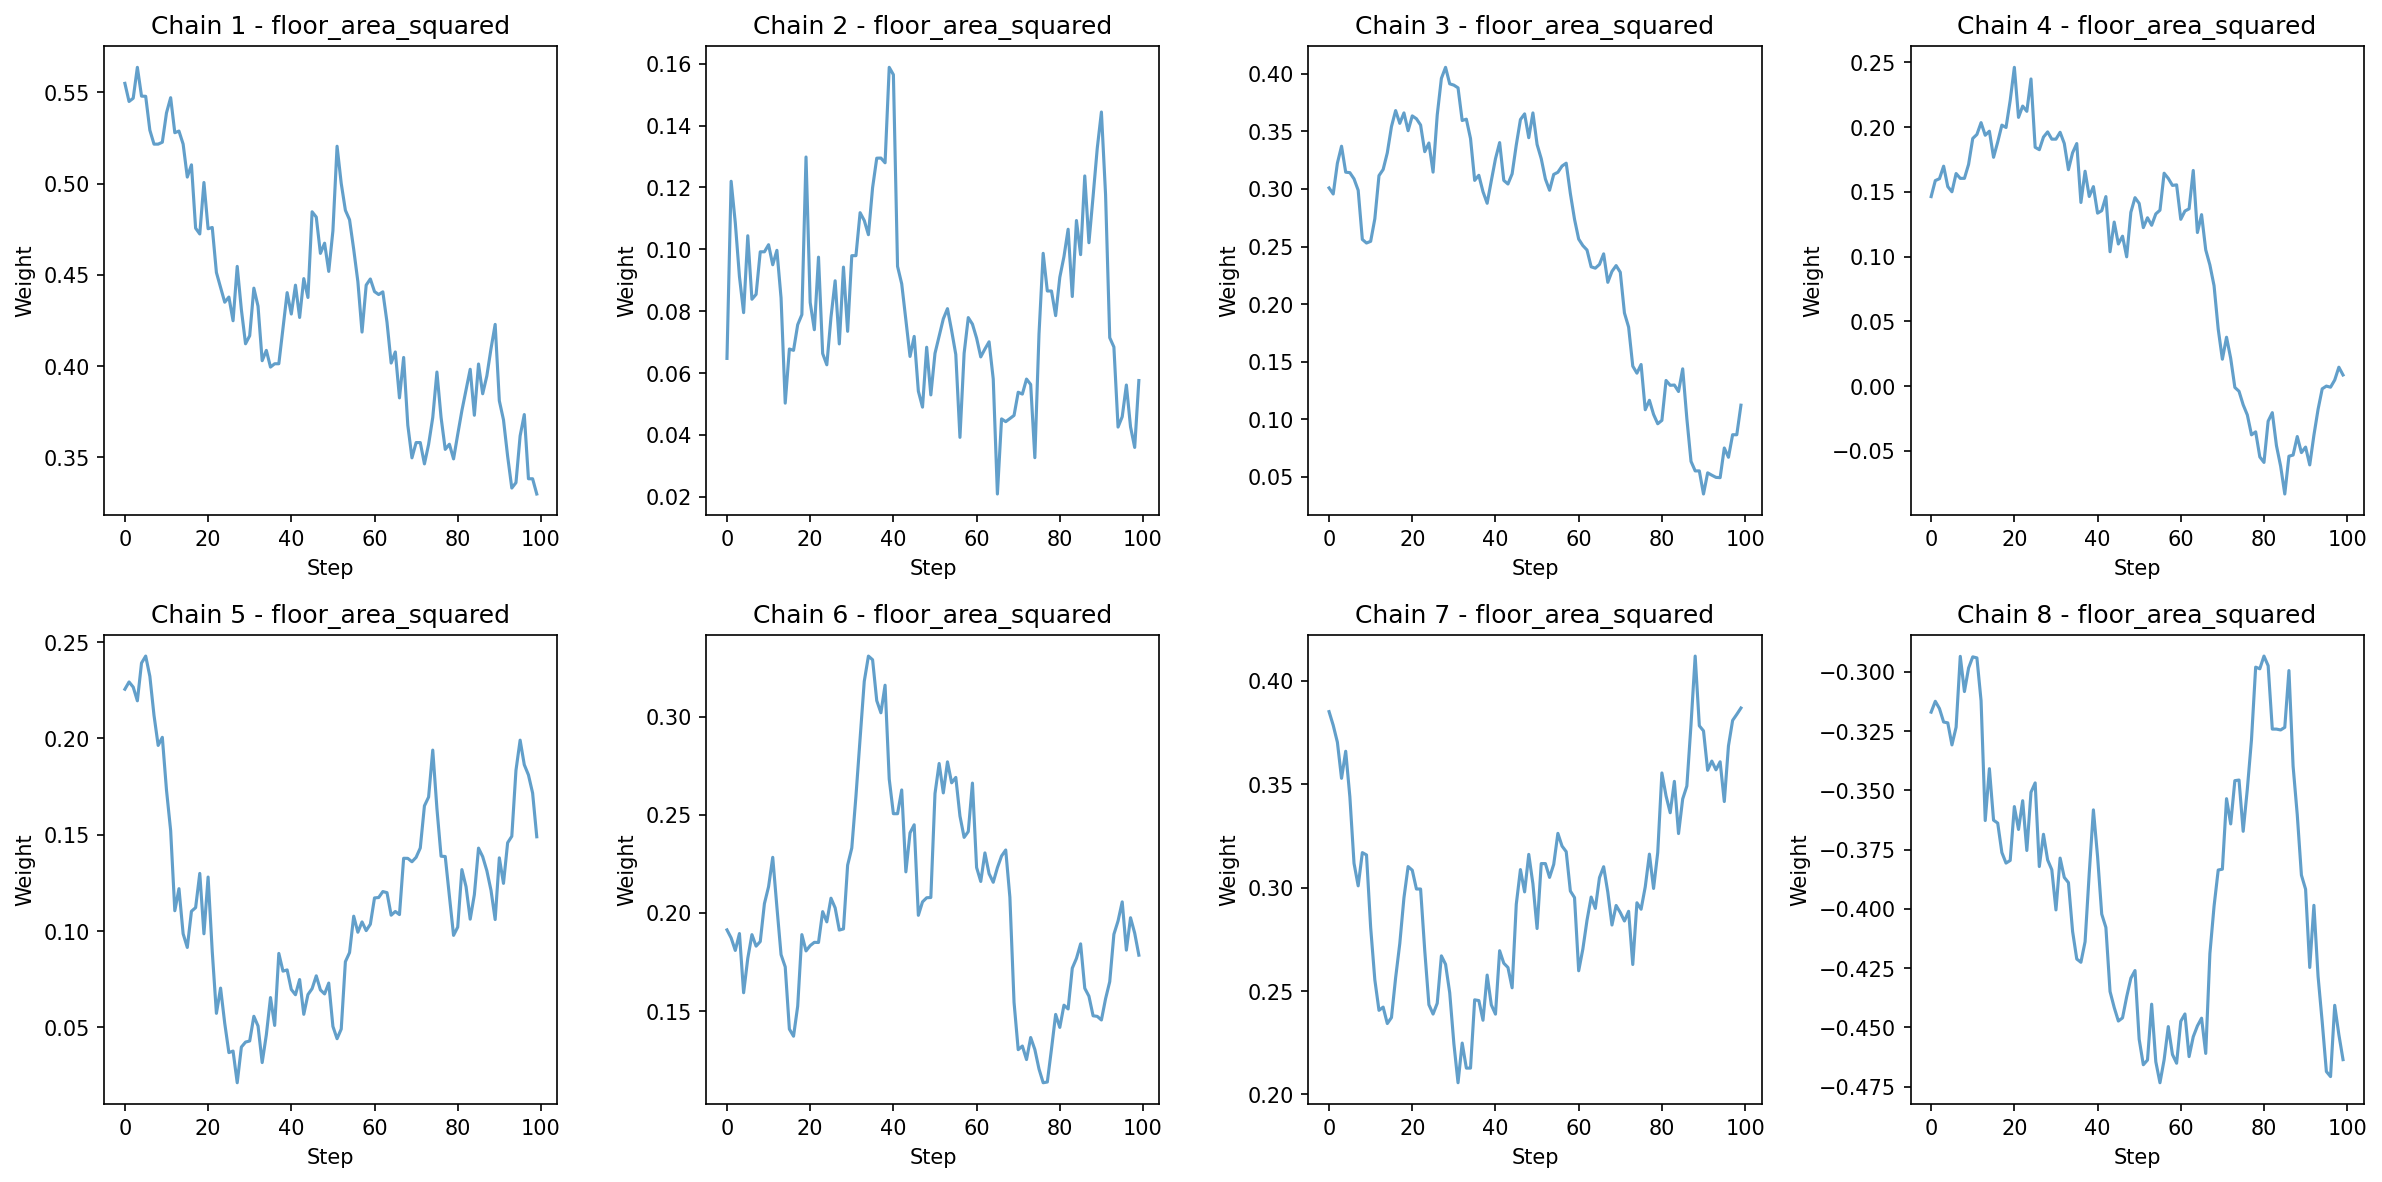 Chain 1 - floor_area_squared
Chain 2 - floor_area_squared
Chain 3 - floor_area_squared
Chain 4 - floor_area_squared
Weight
0.55
0.50
0.45
0.40
0.35
0 20 40 60 80 100
Step
Weight
0.16
0.14
0.12
0.10
0.08
0.06
0.04
0.02
0 20 40 60 80 100
Step
Weight
0.40
0.35
0.30
0.25
0.20
0.15
0.10
0.05
0 20 40 60 80 100
Step
Weight
0.25
0.20
0.15
0.10
0.05
0.00
−0.05
0 20 40 60 80 100
Step
Chain 5 - floor_area_squared
Chain 6 - floor_area_squared
Chain 7 - floor_area_squared
Chain 8 - floor_area_squared
Weight
0.25
0.20
0.15
0.10
0.05
0 20 40 60 80 100
Step
Weight
0.30
0.25
0.20
0.15
0 20 40 60 80 100
Step
Weight
0.40
0.35
0.30
0.25
0.20
0 20 40 60 80 100
Step
Weight
−0.300
−0.325
−0.350
−0.375
−0.400
−0.425
−0.450
−0.475
0 20 40 60 80 100
Step